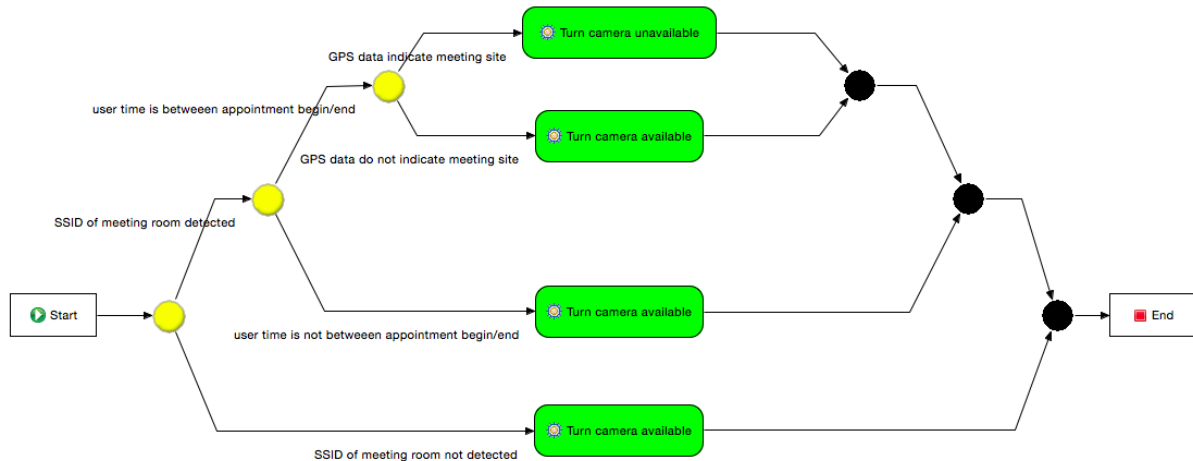 Turn camera unavailable
GPS data indicate meeting site
user time is betweeen appointment begin/end
Turn camera available
GPS data do not indicate meeting site
SSID of meeting room detected
Start
Turn camera available
End
user time is not betweeen appointment begin/end
Turn camera available
SSID of meeting room not detected